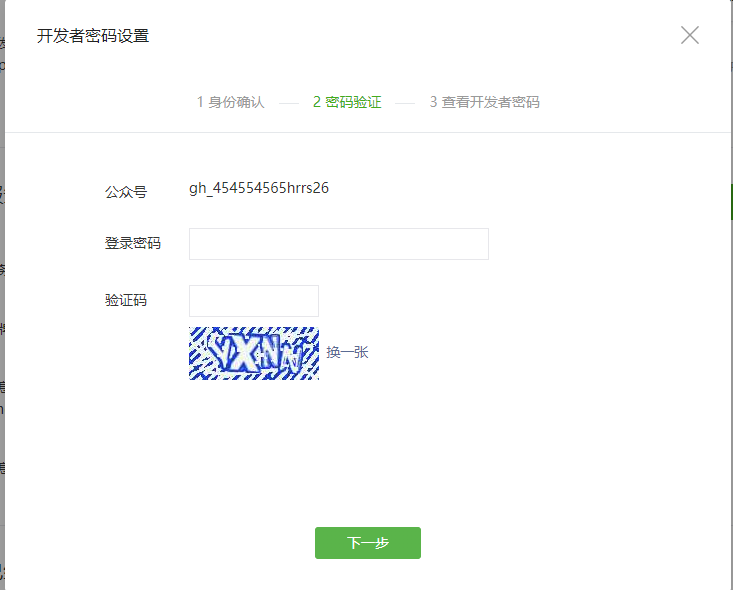 开发者密码设置
1 身份确认 2 密码验证 3 查看开发者密码
公众号 gh_454554565hrrs26
登录密码
验证码
YXNN 换一张
下一步